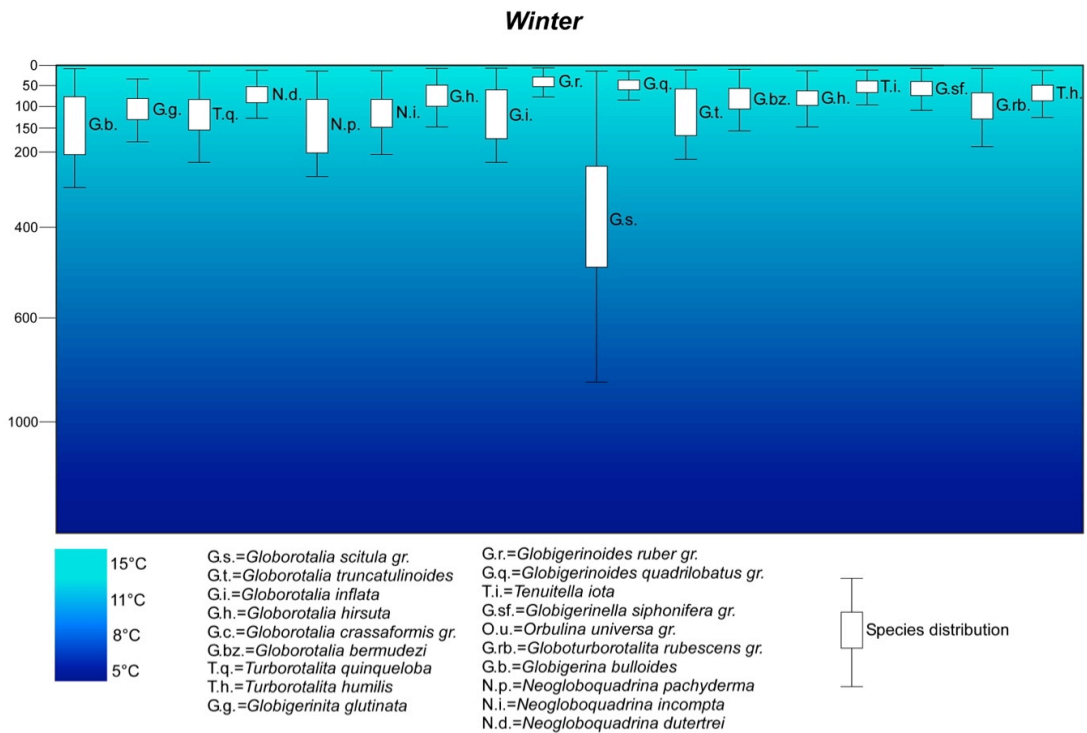 Winter
0
50
100
150
200
400
600
1000
G.b.
G.g.
T.q.
N.d.
N.p.
N.i.
G.h.
G.i.
G.r.
G.s.
G.q.
G.t.
G.bz.
G.h.
T.i.
G.sf.
G.rb.
T.h.
15°C
11°C
8°C
5°C
G.s.=Globorotalia scitula gr.
G.t.=Globorotalia truncatulinoides
G.i.=Globorotalia inflata
G.h.=Globorotalia hirsuta
G.c.=Globorotalia crassaformis gr.
G.bz.=Globorotalia bermudezi
T.q.=Turborotalita quinqueloba
T.h.=Turborotalita humilis
G.g.=Globigerinita glutinata
G.r.=Globigerinoides ruber gr.
G.q.=Globigerinoides quadrilobatus gr.
T.i.=Tenuitella iota
G.sf.=Globigerinella siphonifera gr.
O.u.=Orbulina universa gr.
G.rb.=Globoturborotalita rubescens gr.
G.b.=Globigerina bulloides
N.p.=Neogloboquadrina pachyderma
N.i.=Neogloboquadrina incompta
N.d.=Neogloboquadrina dutertrei
Species distribution